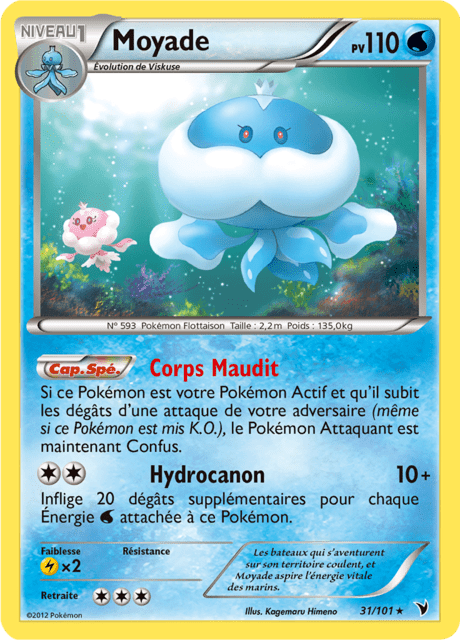 NIVEAU 1
Moyade
PV110
Évolution de Viskuse
N° 593 Pokémon Flottaison Taille : 2,2m Poids : 135,0kg
Cap. Spé. Corps Maudit
Si ce Pokémon est votre Pokémon Actif et qu'il subit
les dégâts d'une attaque de votre adversaire (même
si ce Pokémon est mis K.O.), le Pokémon Attaquant est
maintenant Confus.
Hydrocanon 10+
Inflige 20 dégâts supplémentaires pour chaque
Énergie attachée à ce Pokémon.
Faiblesse Résistance
×2
Retraite
Les bateaux qui s'aventurent
sur son territoire coulent, et
Moyade aspire l'énergie vitale
des marins.
©2012 Pokémon
Illus. Kagemaru Himeno
31/101 ★